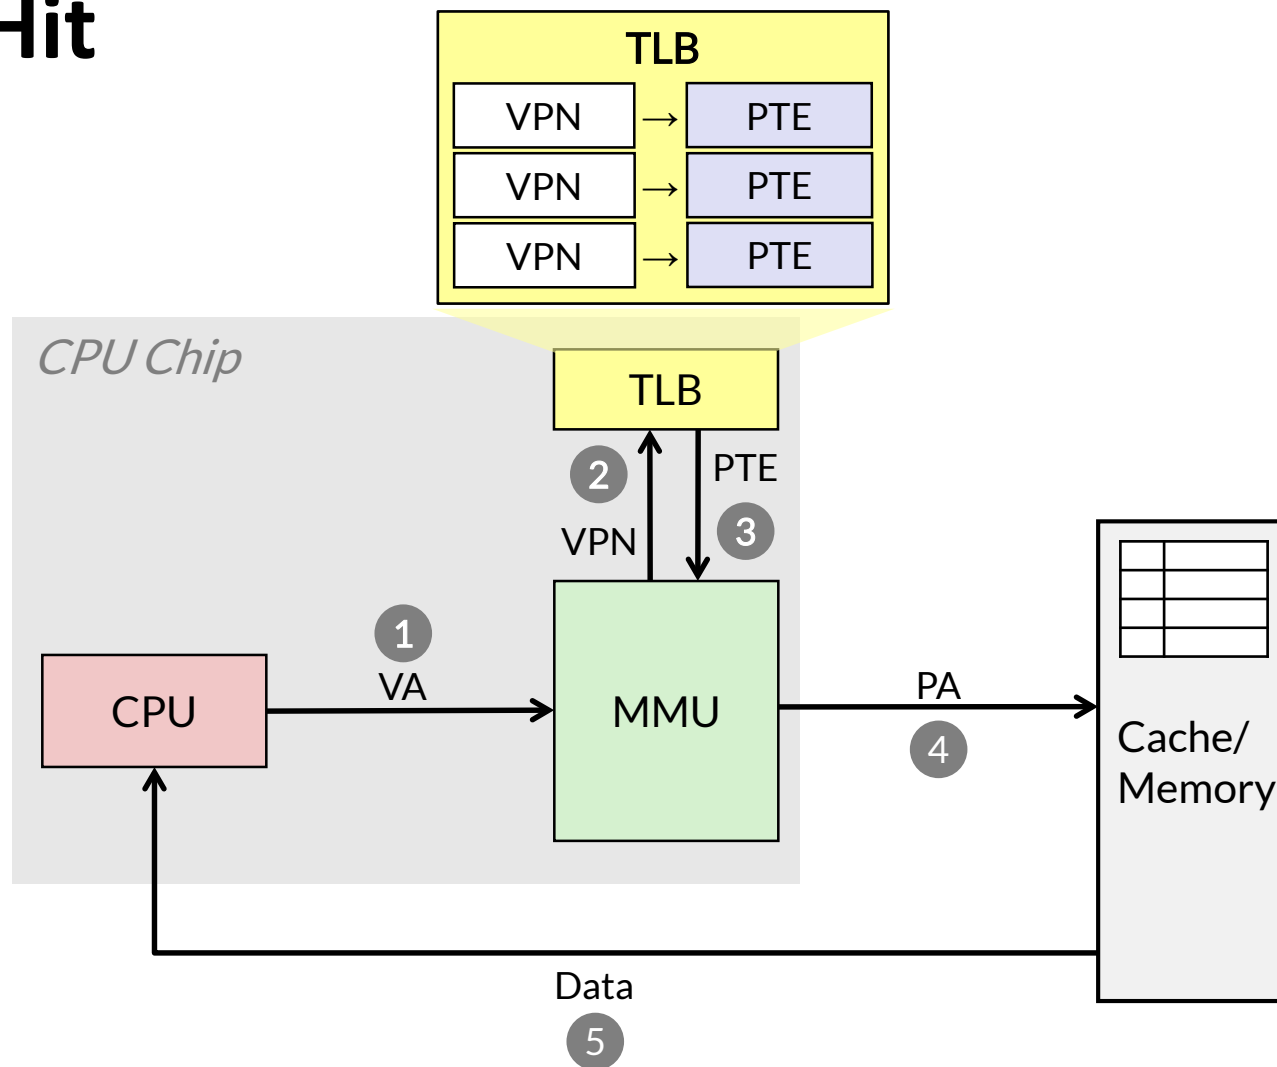 Hit
TLB
VPN → PTE
VPN → PTE
VPN → PTE
CPU Chip
TLB
2
PTE
VPN
3
1
VA
CPU
MMU
PA
4
Cache/
Memory
Data
5